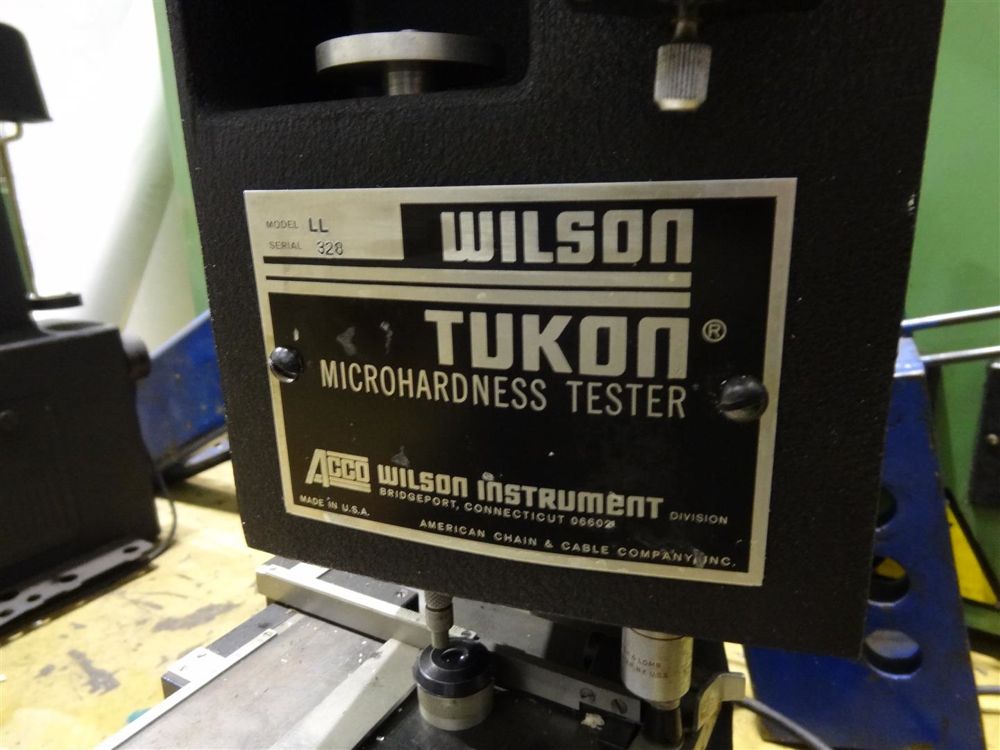 MODEL LL
SERIAL 328
WILSON
TUKON®
MICROHARDNESS TESTER
ACCO WILSON INSTRUMENT DIVISION
BRIDGEPORT, CONNECTICUT 06602
MADE IN U.S.A.
AMERICAN CHAIN & CABLE COMPANY, INC.
& LOMB
U.S.A.